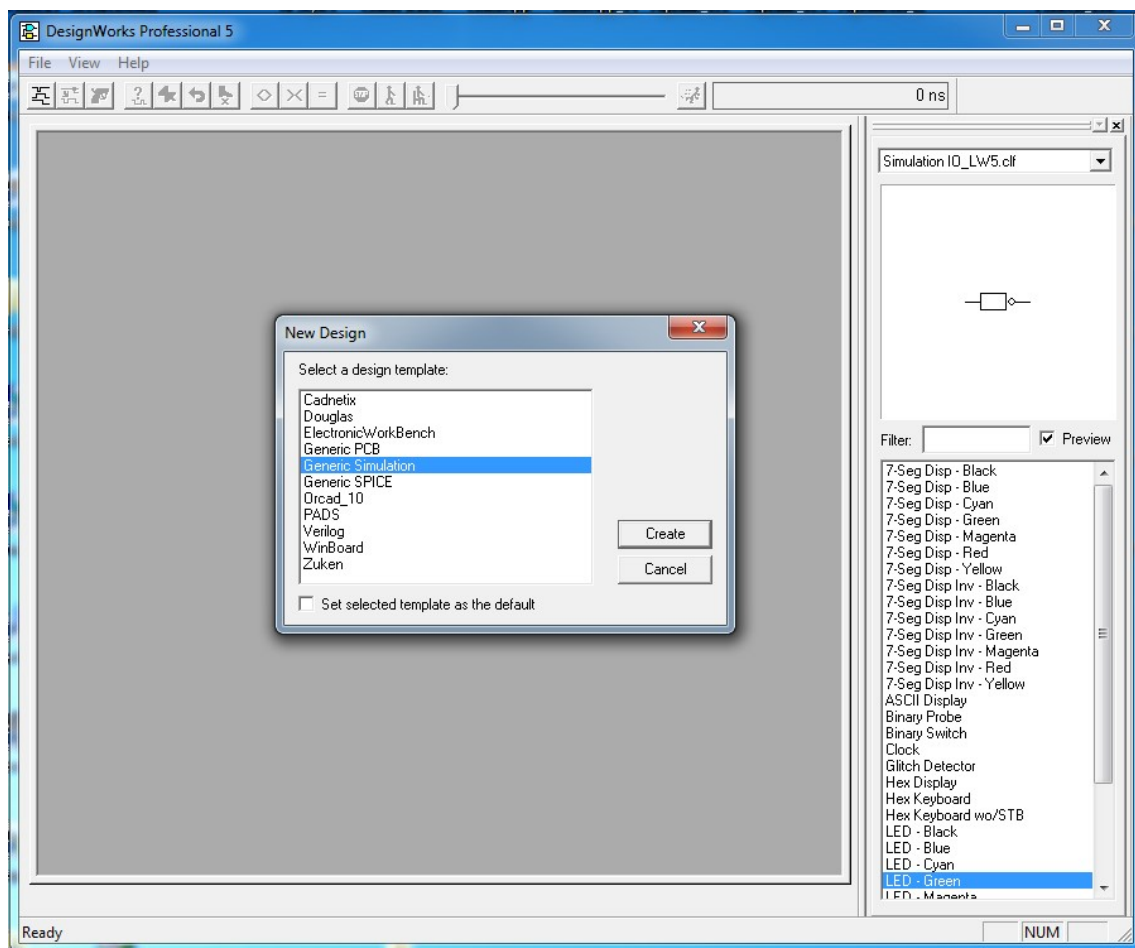 DesignWorks Professional 5
File View Help
0 ns
Simulation IO_LW5.clf
New Design
Select a design template:
Cadnetix
Douglas
ElectronicWorkBench
Generic PCB
Generic Simulation
Generic SPICE
Orcad_10
PADS
Verilog
WinBoard
Zuken
Create
Cancel
Set selected template as the default
Filter:
Preview
7-Seg Disp - Black
7-Seg Disp - Blue
7-Seg Disp - Cyan
7-Seg Disp - Green
7-Seg Disp - Magenta
7-Seg Disp - Red
7-Seg Disp - Yellow
7-Seg Disp Inv - Black
7-Seg Disp Inv - Blue
7-Seg Disp Inv - Cyan
7-Seg Disp Inv - Green
7-Seg Disp Inv - Magenta
7-Seg Disp Inv - Red
7-Seg Disp Inv - Yellow
ASCII Display
Binary Probe
Binary Switch
Clock
Glitch Detector
Hex Display
Hex Keyboard
Hex Keyboard wo/STB
LED - Black
LED - Blue
LED - Cyan
LED - Green
LED - Magenta
Ready
NUM